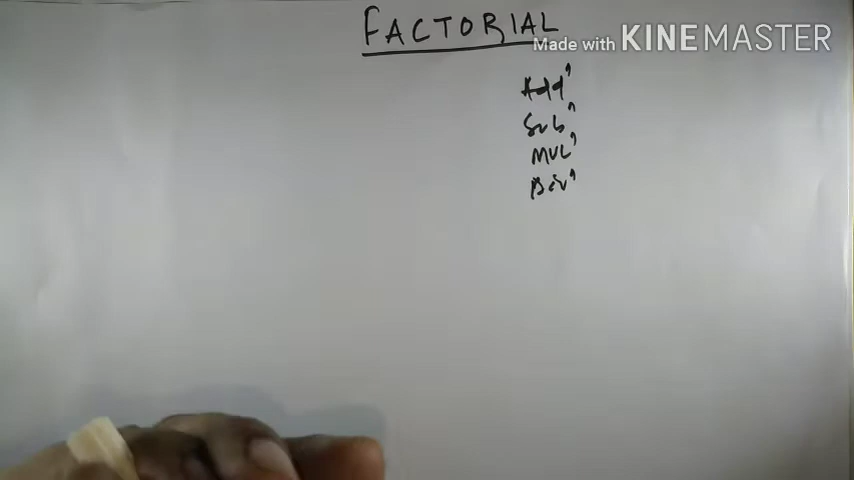 FACTORIAL
Made with KINEMASTER
Add
Sub
MUL
Div